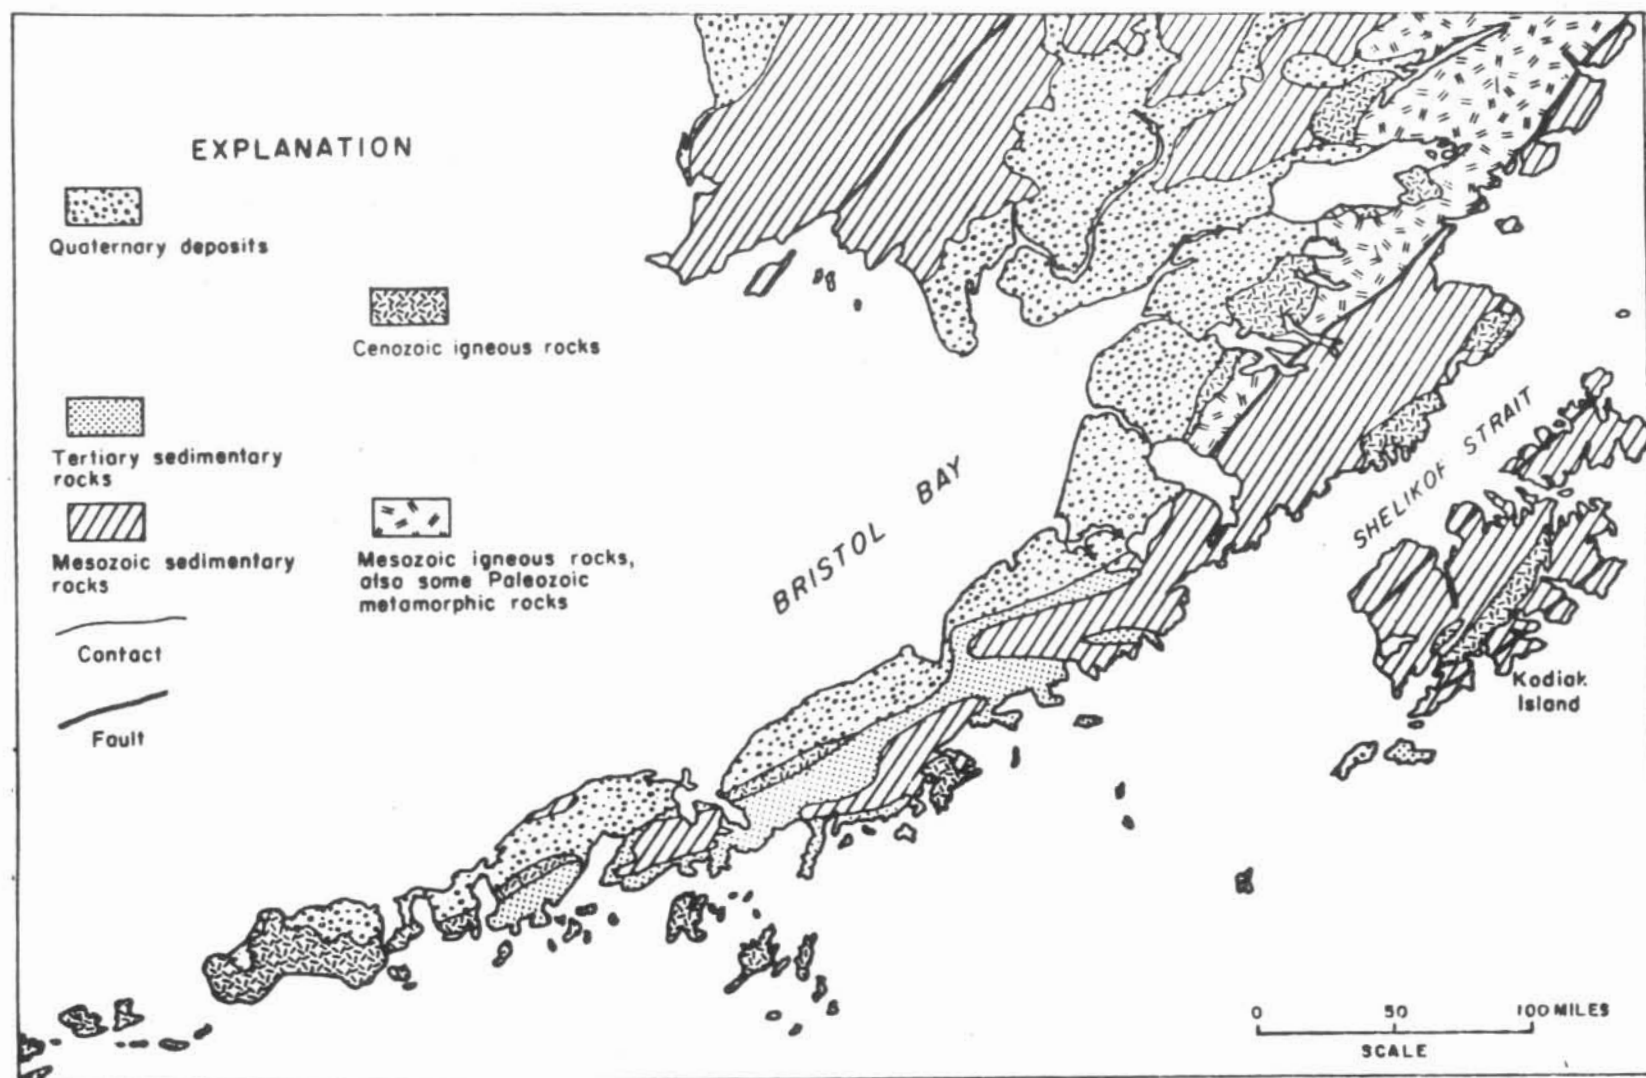 EXPLANATION
Quaternary deposits
Cenozoic igneous rocks
Tertiary sedimentary
rocks
Mesozoic sedimentary
rocks
Mesozoic igneous rocks,
also some Paleozoic
metamorphic rocks
Contact
Fault
BRISTOL BAY
SHELIKOF STRAIT
Kodiak
Island
0 50 100 MILES
SCALE